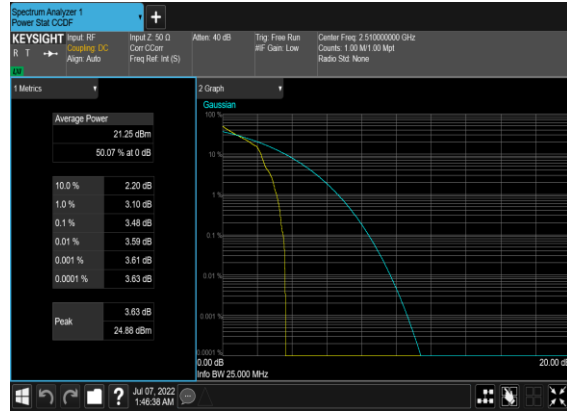 Spectrum Analyzer 1
Power Stat CCDF
KEYSIGHT
R T
Input: RF
Coupling: DC
Align: Auto
Input Z: 50 Ω
Corr CCorr
Freq Ref: Int (S)
Atten: 40 dB
Trig: Free Run
#IF Gain: Low
Center Freq: 2.510000000 GHz
Counts: 1.00 M/1.00 Mpt
Radio Std: None
1 Metrics
Average Power
21.25 dBm
50.07 % at 0 dB
10.0 % 2.20 dB
1.0 % 3.10 dB
0.1 % 3.48 dB
0.01 % 3.59 dB
0.001 % 3.61 dB
0.0001 % 3.63 dB
Peak
3.63 dB
24.88 dBm
2 Graph
Gaussian
100 %
10 %
1 %
0.1 %
0.01 %
0.001 %
0.0001 %
0.00 dB
20.00 dB
Info BW 25.000 MHz
?
Jul 07, 2022
1:46:38 AM